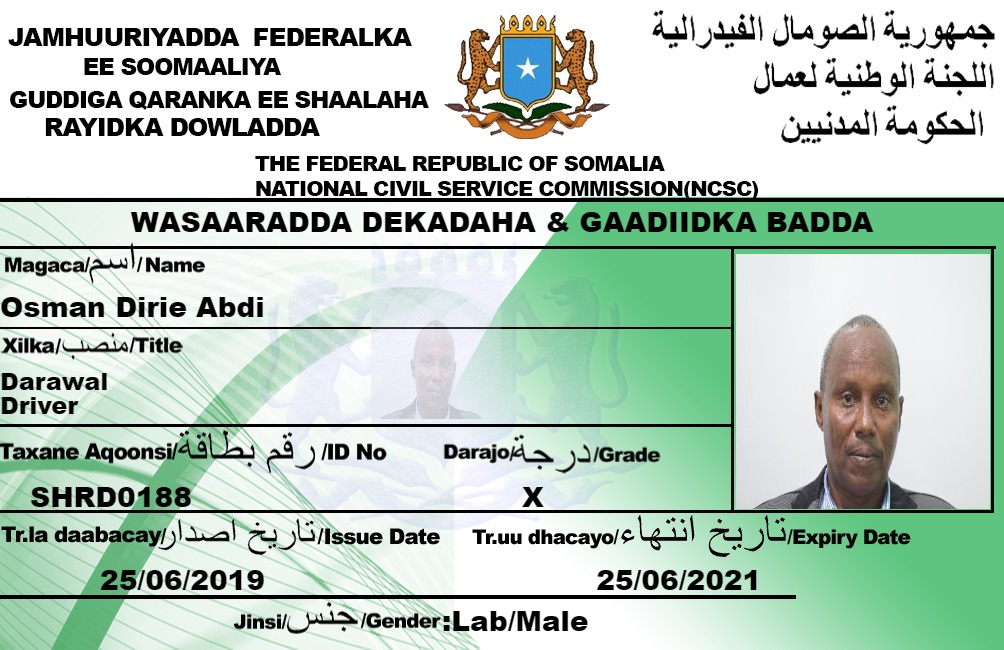 JAMHUURIYADDA FEDERALKA
EE SOOMAALIYA
GUDDIGA QARANKA EE SHAALAHA
RAYIDKA DOWLADDA
جمهورية الصومال الفيدرالية
اللجنة الوطنية لعمال
الحكومة المدنيين
THE FEDERAL REPUBLIC OF SOMALIA
NATIONAL CIVIL SERVICE COMMISSION(NCSC)
WASAARADDA DEKADAHA & GAADIIDKA BADDA
Magaca/اسم/Name
Osman Dirie Abdi
Xilka/منصب/Title
Darawal
Driver
Taxane Aqoonsi/رقم بطاقة/ID No
SHRD0188
Darajo/درجة/Grade
X
Tr.la daabacay/تاريخ اصدار/Issue Date
25/06/2019
Tr.uu dhacayo/تاريخ انتهاء/Expiry Date
25/06/2021
Jinsi/جنس/Gender:Lab/Male